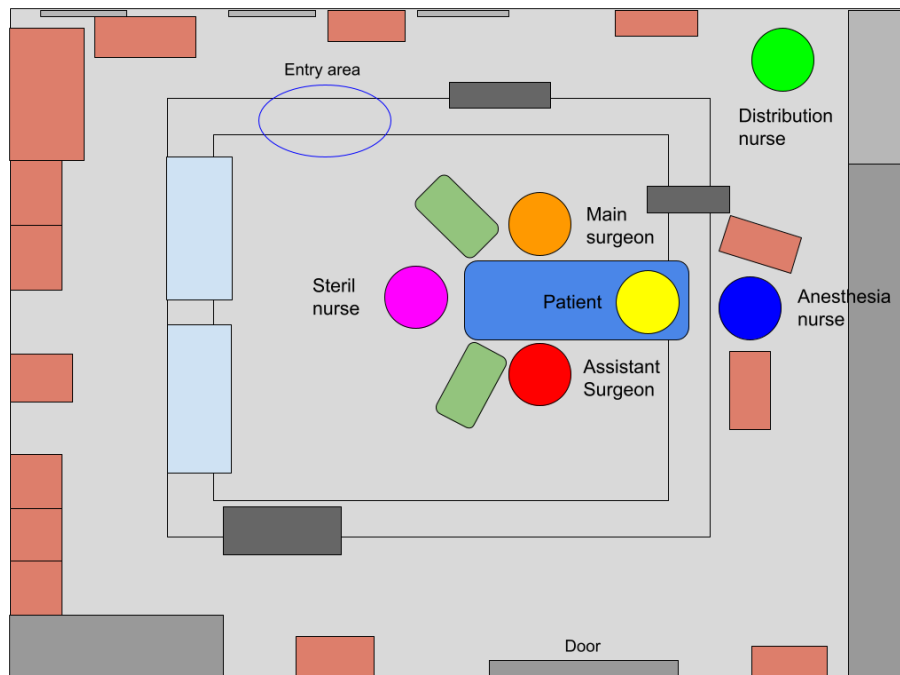 Entry area
Distribution
nurse
Main
surgeon
Steril
nurse
Patient
Anesthesia
nurse
Assistant
Surgeon
Door